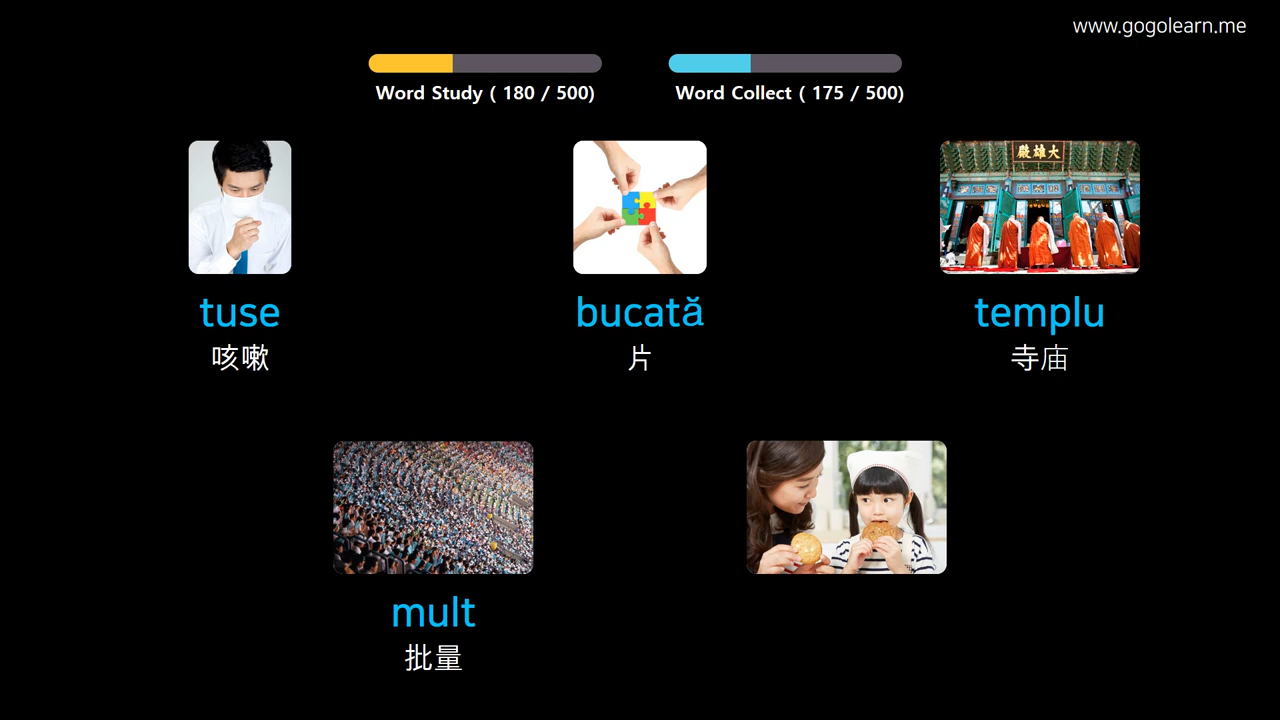 www.gogolearn.me
Word Study ( 180 / 500)
Word Collect ( 175 / 500)
大雄殿
tuse
咳嗽
bucată
片
templu
寺庙
mult
批量